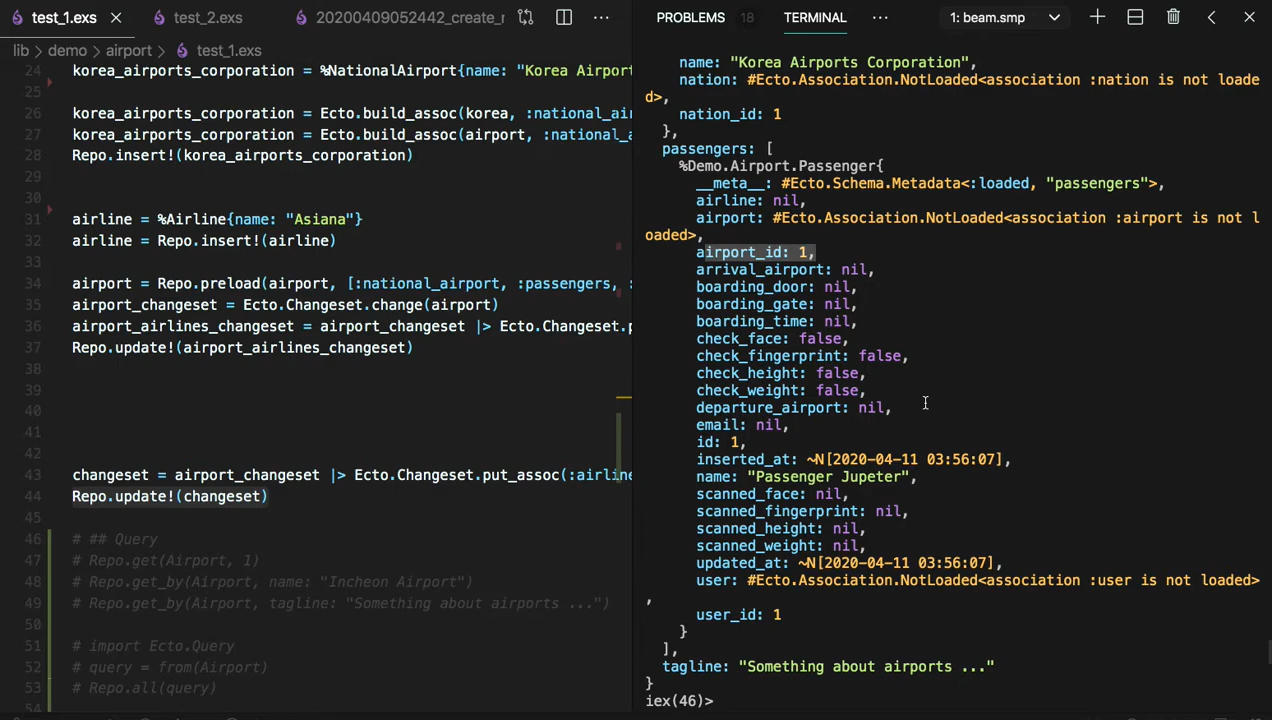 test_1.exs
test_2.exs
20200409052442_create_r
lib > demo > airport > test_1.exs
24 korea_airports_corporation = %NationalAirport{name: "Korea Airport
25
26 korea_airports_corporation = Ecto.build_assoc(korea, :national_air
27 korea_airports_corporation = Ecto.build_assoc(airport, :national_a
28 Repo.insert!(korea_airports_corporation)
29
30
31 airline = %Airline{name: "Asiana"}
32 airline = Repo.insert!(airline)
33
34 airport = Repo.preload(airport, [:national_airport, :passengers, :
35 airport_changeset = Ecto.Changeset.change(airport)
36 airport_airlines_changeset = airport_changeset |> Ecto.Changeset.p
37 Repo.update!(airport_airlines_changeset)
38
39
40
41
42
43 changeset = airport_changeset |> Ecto.Changeset.put_assoc(:airline
44 Repo.update!(changeset)
45
46 # ## Query
47 # Repo.get(Airport, 1)
48 # Repo.get_by(Airport, name: "Incheon Airport")
49 # Repo.get_by(Airport, tagline: "Something about airports ...")
50
51 # import Ecto.Query
52 # query = from(Airport)
53 # Repo.all(query)
54
PROBLEMS 18 TERMINAL ··· 1: beam.smp
name: "Korea Airports Corporation",
nation: #Ecto.Association.NotLoaded<association :nation is not loade
d>,
nation_id: 1
},
passengers: [
%Demo.Airport.Passenger{
__meta__: #Ecto.Schema.Metadata<:loaded, "passengers">,
airline: nil,
airport: #Ecto.Association.NotLoaded<association :airport is not l
oaded>,
airport_id: 1,
arrival_airport: nil,
boarding_door: nil,
boarding_gate: nil,
boarding_time: nil,
check_face: false,
check_fingerprint: false,
check_height: false,
check_weight: false,
departure_airport: nil,
email: nil,
id: 1,
inserted_at: ~N[2020-04-11 03:56:07],
name: "Passenger Jupeter",
scanned_face: nil,
scanned_fingerprint: nil,
scanned_height: nil,
scanned_weight: nil,
updated_at: ~N[2020-04-11 03:56:07],
user: #Ecto.Association.NotLoaded<association :user is not loaded>
,
user_id: 1
}
],
tagline: "Something about airports ..."
}
iex(46)>